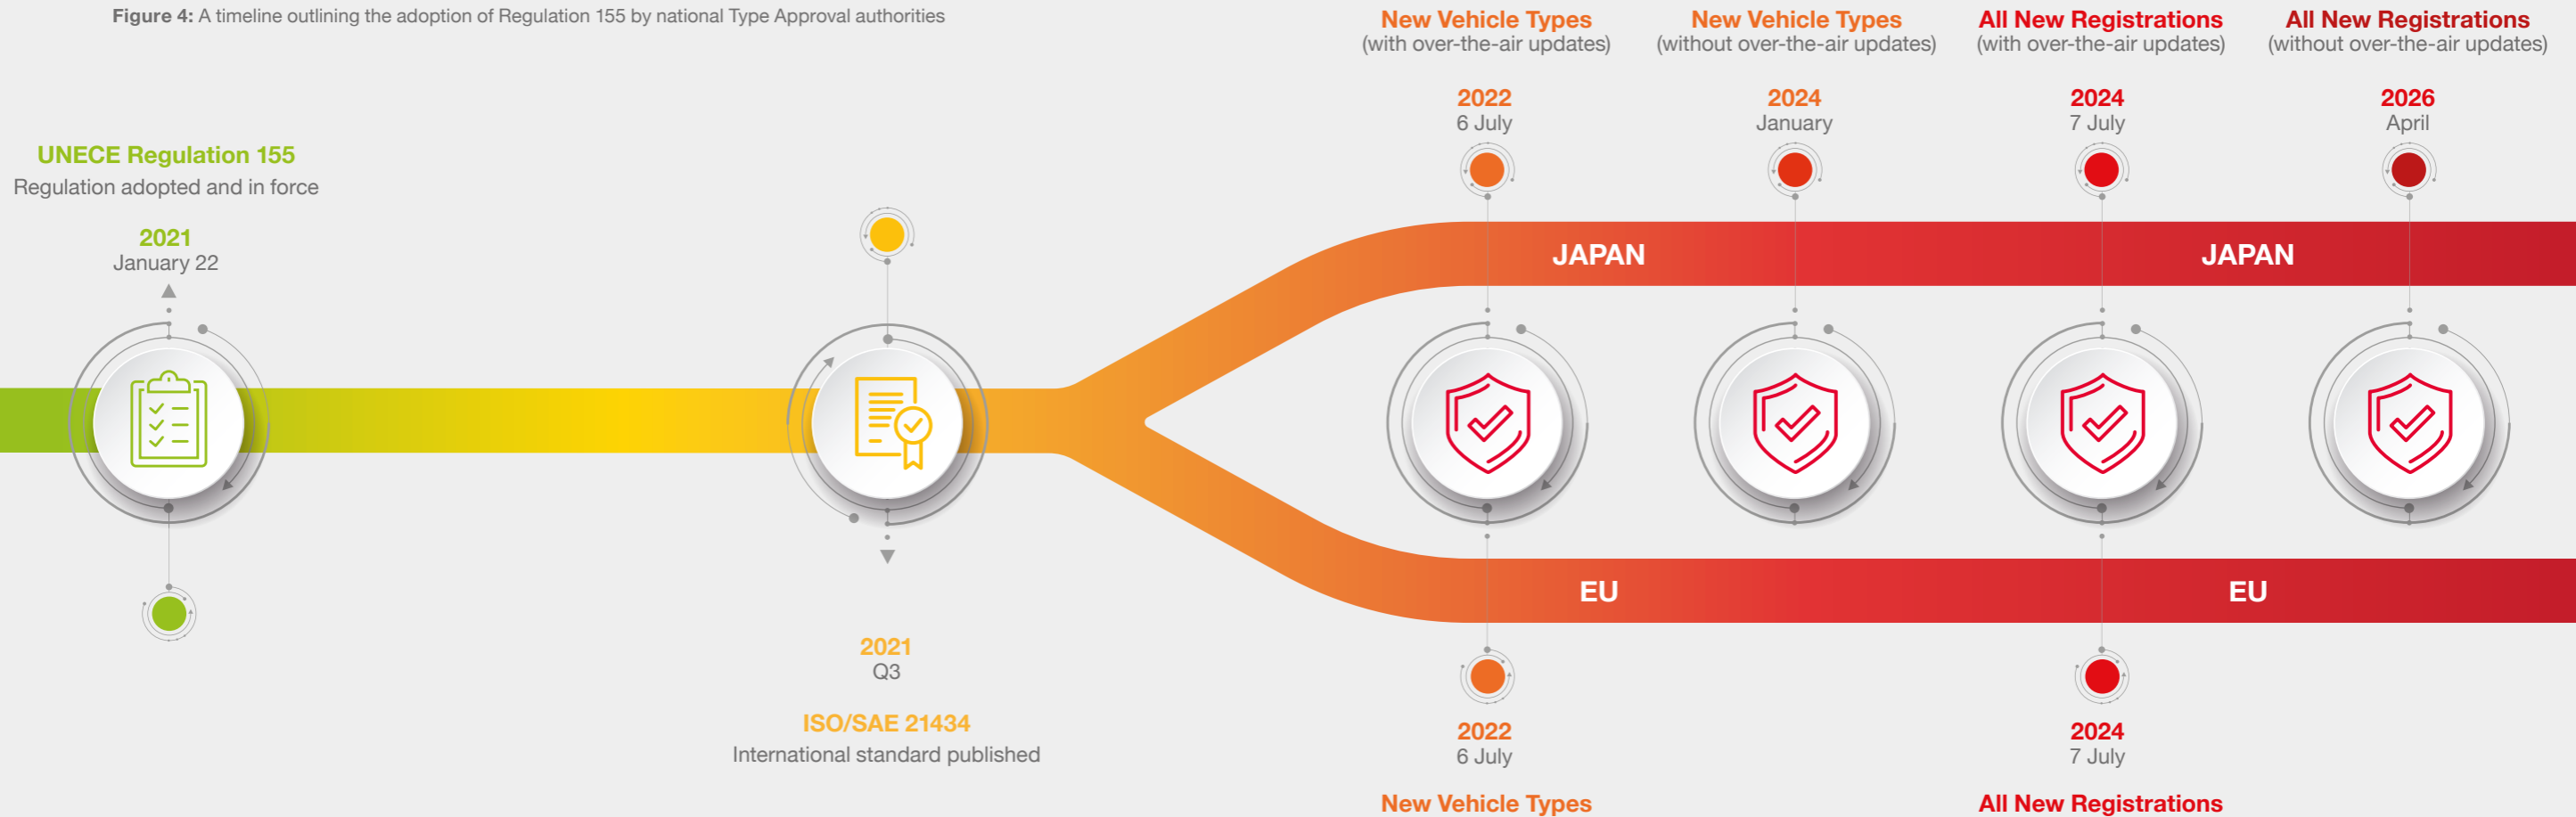 Figure 4: A timeline outlining the adoption of Regulation 155 by national Type Approval authorities
UNECE Regulation 155
Regulation adopted and in force
2021
January 22
2021
Q3
ISO/SAE 21434
International standard published
New Vehicle Types
(with over-the-air updates)
2022
6 July
New Vehicle Types
(without over-the-air updates)
2024
January
All New Registrations
(with over-the-air updates)
2024
7 July
All New Registrations
(without over-the-air updates)
2026
April
JAPAN
JAPAN
EU
EU
2022
6 July
New Vehicle Types
2024
7 July
All New Registrations